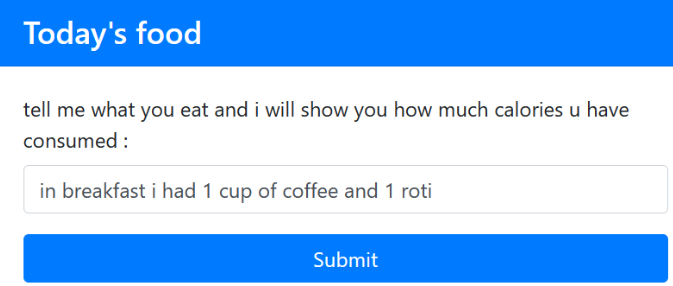 Today's food
tell me what you eat and i will show you how much calories u have
consumed :
in breakfast i had 1 cup of coffee and 1 roti
Submit